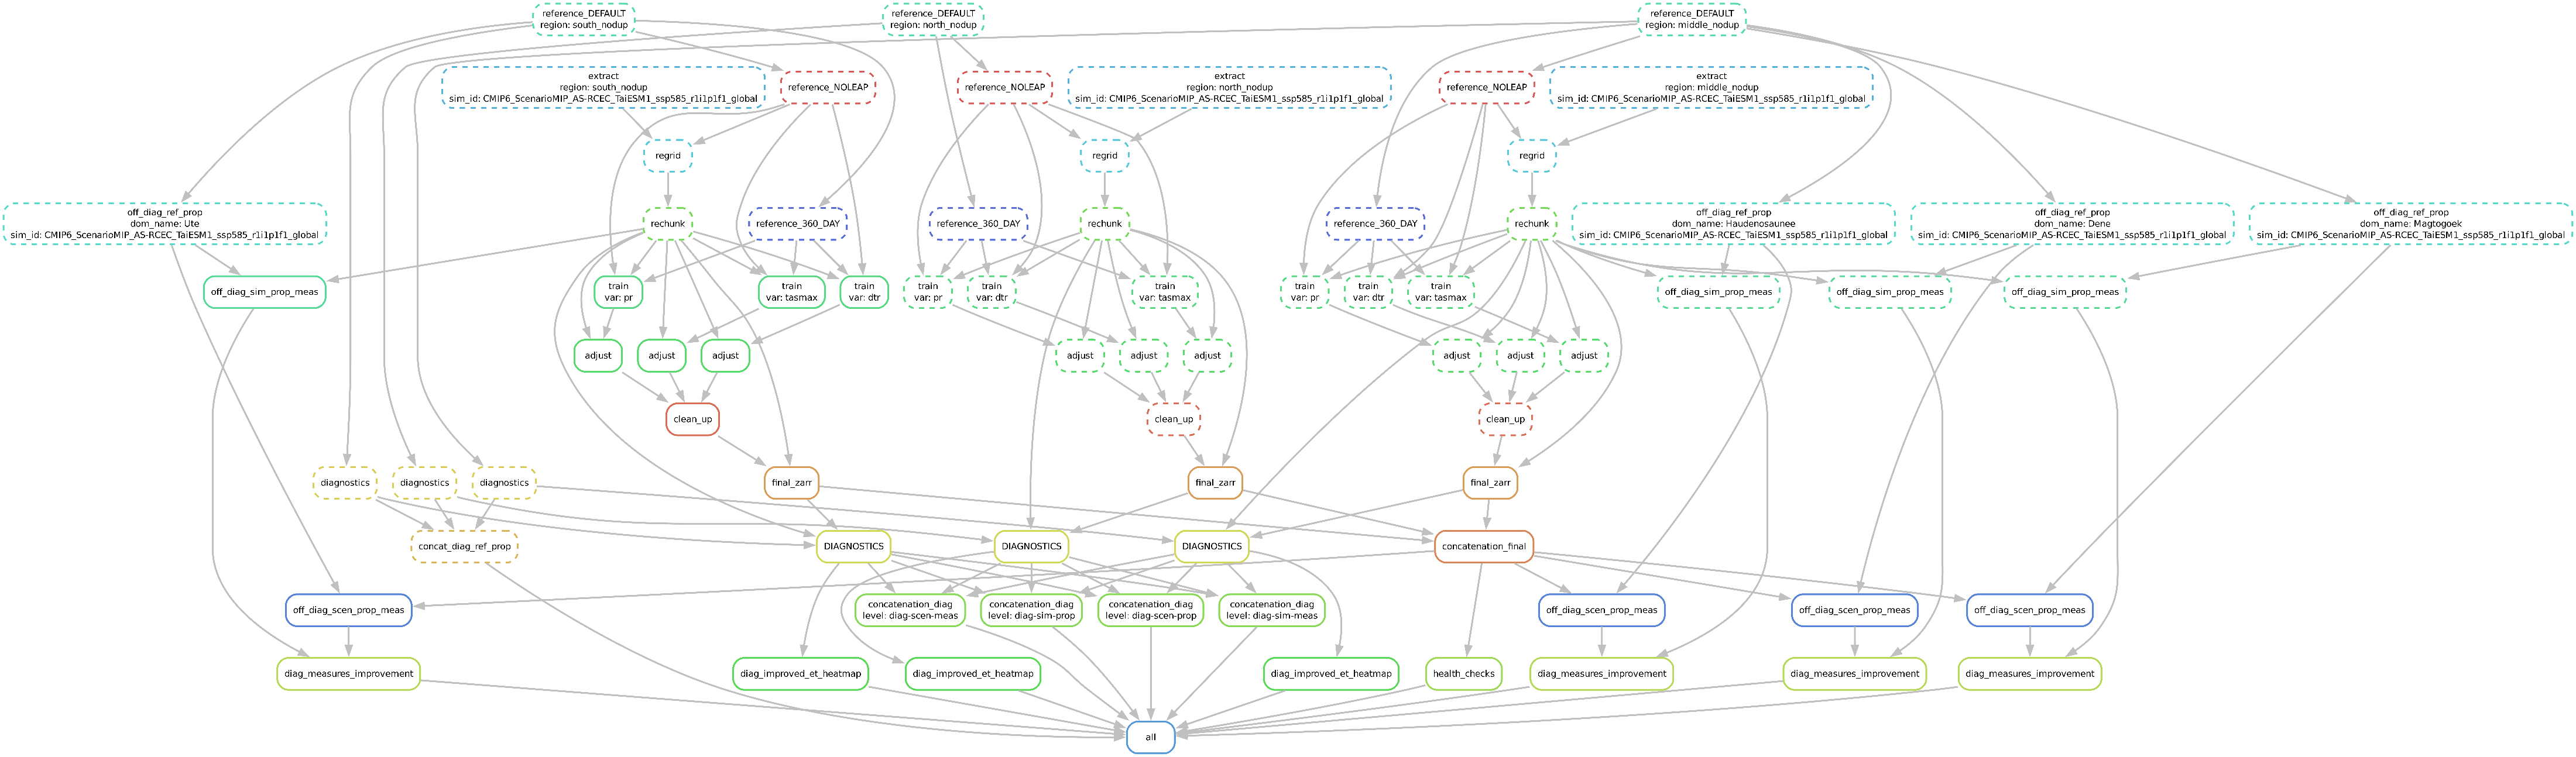 reference_DEFAULT
region: south_nodup
reference_DEFAULT
region: north_nodup
reference_DEFAULT
region: middle_nodup
extract
region: south_nodup
sim_id: CMIP6_ScenarioMIP_AS-RCEC_TaiESM1_ssp585_r1i1p1f1_global
reference_NOLEAP
reference_NOLEAP
extract
region: north_nodup
sim_id: CMIP6_ScenarioMIP_AS-RCEC_TaiESM1_ssp585_r1i1p1f1_global
reference_NOLEAP
extract
region: middle_nodup
sim_id: CMIP6_ScenarioMIP_AS-RCEC_TaiESM1_ssp585_r1i1p1f1_global
regrid
regrid
regrid
off_diag_ref_prop
dom_name: Ute
sim_id: CMIP6_ScenarioMIP_AS-RCEC_TaiESM1_ssp585_r1i1p1f1_global
rechunk
reference_360_DAY
reference_360_DAY
rechunk
reference_360_DAY
rechunk
off_diag_ref_prop
dom_name: Haudenosaunee
sim_id: CMIP6_ScenarioMIP_AS-RCEC_TaiESM1_ssp585_r1i1p1f1_global
off_diag_ref_prop
dom_name: Dene
sim_id: CMIP6_ScenarioMIP_AS-RCEC_TaiESM1_ssp585_r1i1p1f1_global
off_diag_ref_prop
dom_name: Magtogoek
sim_id: CMIP6_ScenarioMIP_AS-RCEC_TaiESM1_ssp585_r1i1p1f1_global
off_diag_sim_prop_meas
train
var: pr
train
var: tasmax
train
var: dtr
train
var: pr
train
var: dtr
train
var: tasmax
train
var: pr
train
var: dtr
train
var: tasmax
off_diag_sim_prop_meas
off_diag_sim_prop_meas
off_diag_sim_prop_meas
adjust
adjust
adjust
adjust
adjust
adjust
adjust
adjust
adjust
clean_up
clean_up
clean_up
diagnostics
diagnostics
diagnostics
final_zarr
final_zarr
final_zarr
concat_diag_ref_prop
DIAGNOSTICS
DIAGNOSTICS
DIAGNOSTICS
concatenation_final
off_diag_scen_prop_meas
concatenation_diag
level: diag-scen-meas
concatenation_diag
level: diag-sim-prop
concatenation_diag
level: diag-scen-prop
concatenation_diag
level: diag-sim-meas
off_diag_scen_prop_meas
off_diag_scen_prop_meas
off_diag_scen_prop_meas
diag_measures_improvement
diag_improved_et_heatmap
diag_improved_et_heatmap
diag_improved_et_heatmap
health_checks
diag_measures_improvement
diag_measures_improvement
diag_measures_improvement
all